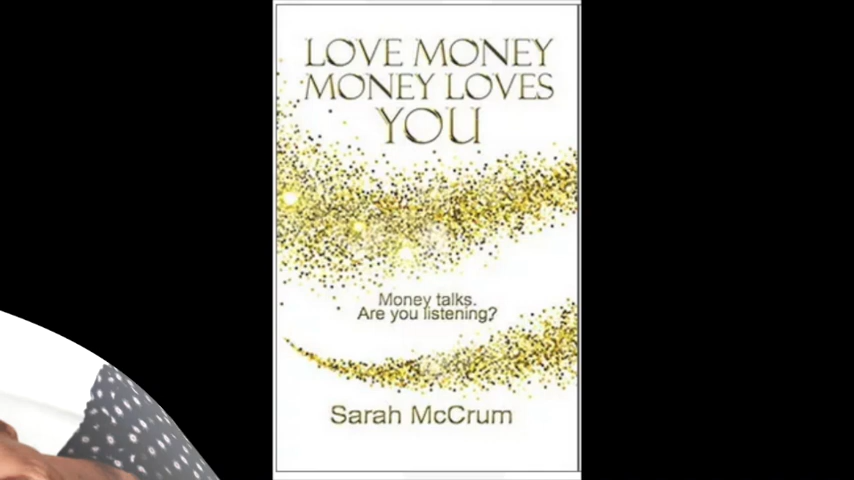 LOVE MONEY
MONEY LOVES
YOU
Money talks.
Are you listening?
Sarah McCrum